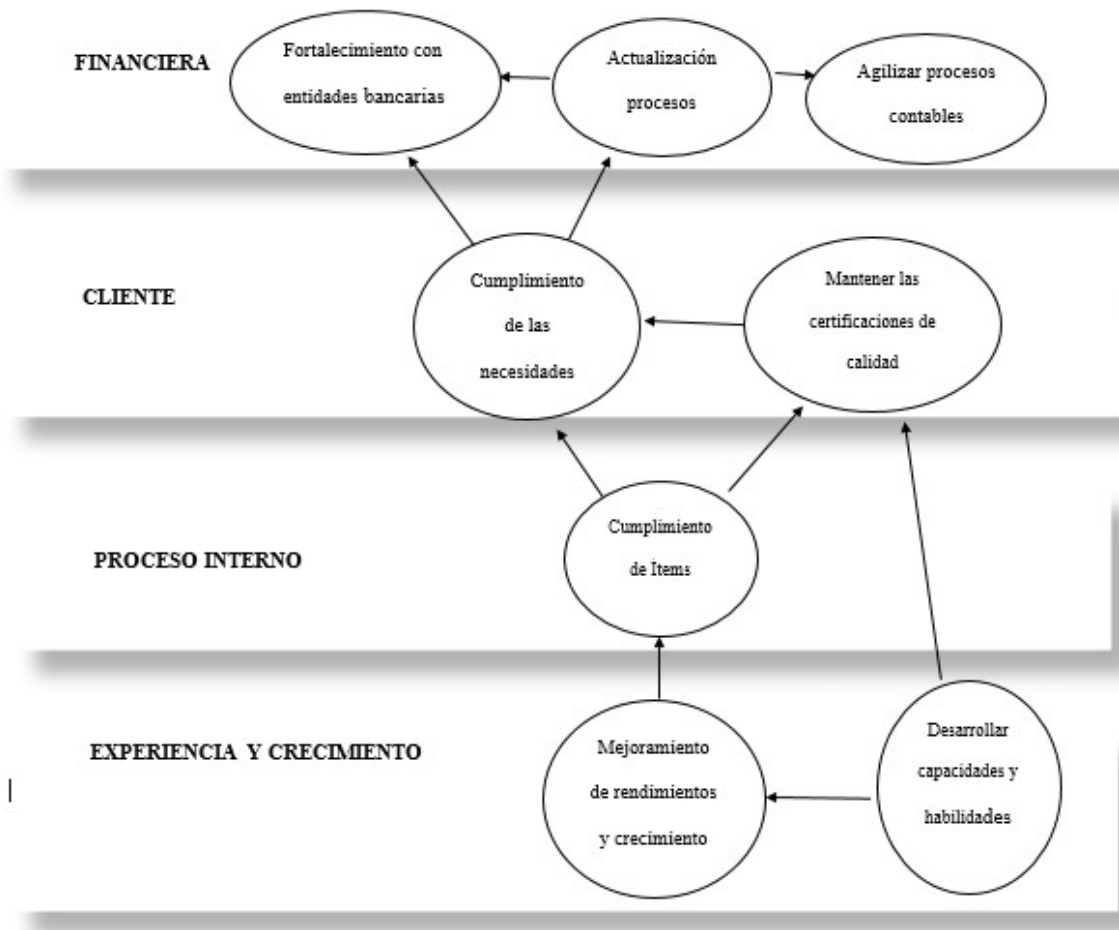 FINANCIERA
Fortalecimiento con
entidades bancarias
Actualización
procesos
Agilizar procesos
contables
CLIENTE
Cumplimiento
de las
necesidades
Mantener las
certificaciones de
calidad
PROCESO INTERNO
Cumplimiento
de Ítems
EXPERIENCIA Y CRECIMIENTO
Mejoramiento
de rendimientos
y crecimiento
Desarrollar
capacidades y
habilidades